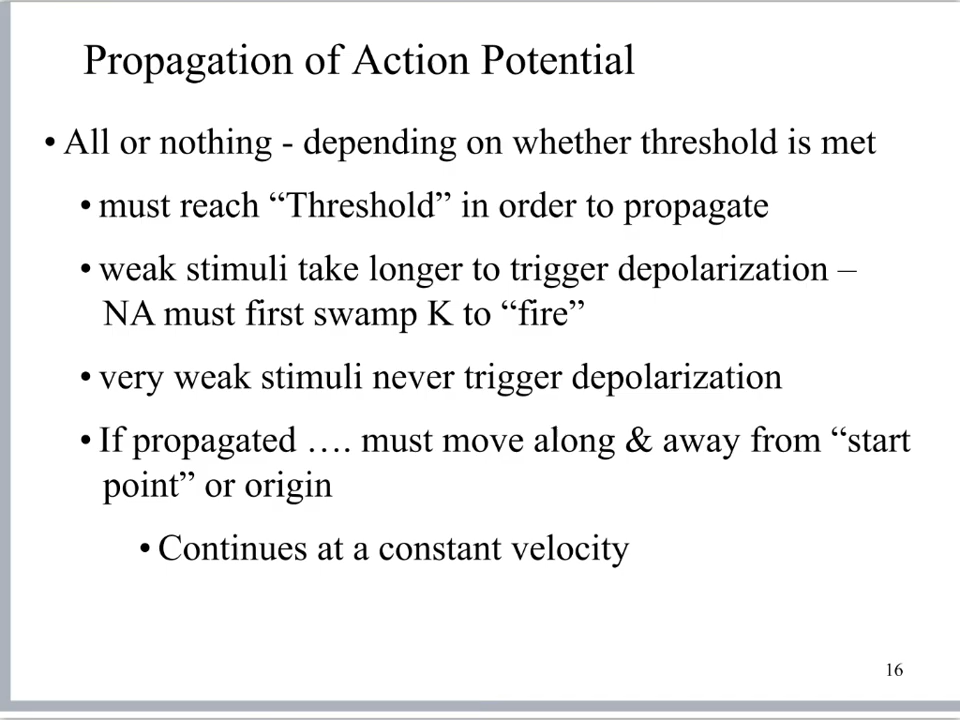 Propagation of Action Potential
• All or nothing - depending on whether threshold is met
• must reach “Threshold” in order to propagate
• weak stimuli take longer to trigger depolarization –
NA must first swamp K to “fire”
• very weak stimuli never trigger depolarization
• If propagated …. must move along & away from “start
point” or origin
• Continues at a constant velocity
16